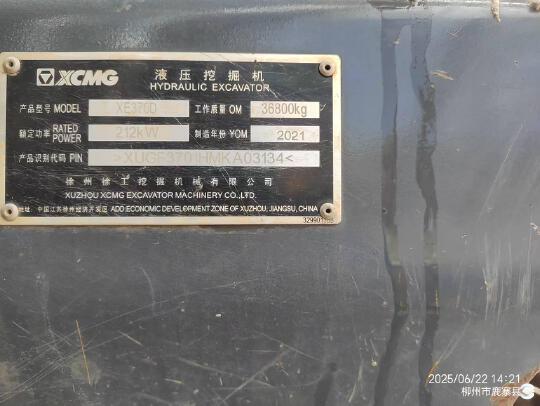 XCMG 液压挖掘机
HYDRAULIC EXCAVATOR
产品型号 MODEL XE370D 工作质量 OM 36800kg
额定功率 RATED POWER 212kW 制造年份 YOM 2021
产品识别代码 PIN
徐州徐工挖掘机械有限公司
XUZHOU XCMG EXCAVATOR MACHINERY CO.,LTD.
地址: 中国江苏徐州经济开发区 ADD:ECONOMIC DEVELOPMENT ZONE OF XUZHOU, JIANGSU, CHINA
2025/06/22 14:21
柳州市鹿寨县